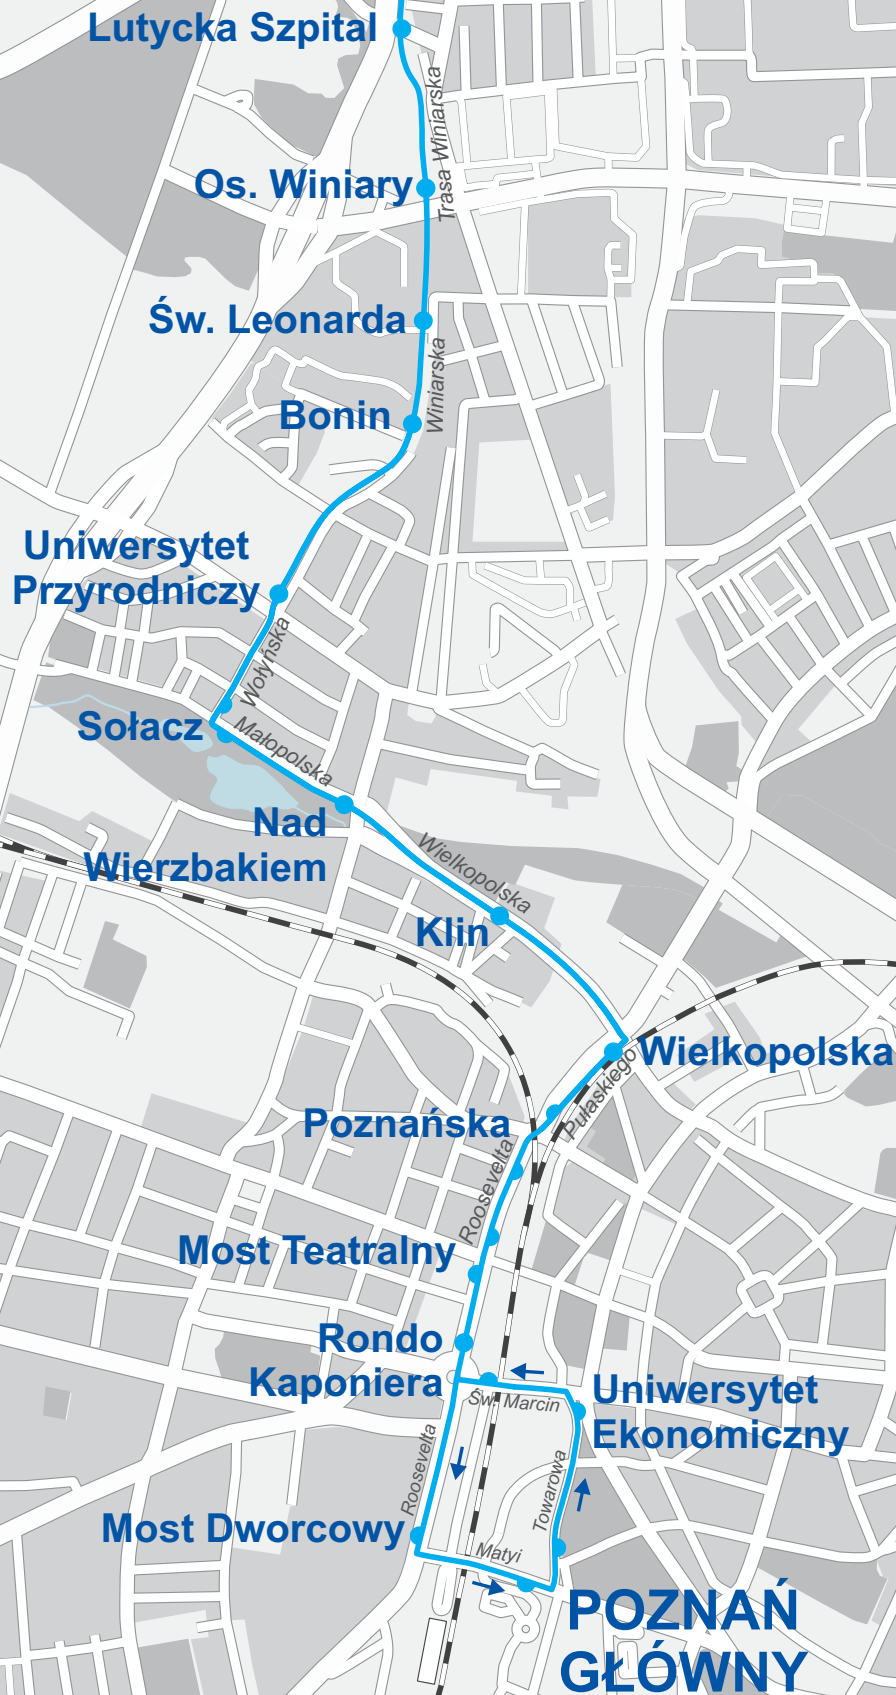 Lutycka Szpital
Trasa Winiarska
Os. Winiary
Św. Leonarda
Winiarska
Bonin
Uniwersytet
Przyrodniczy
Wołyńska
Sołacz
Małopolska
Nad
Wierzbakiem
Wielkopolska
Klin
Wielkopolska
Pułaskiego
Poznańska
Roosevelta
Most Teatralny
Rondo
Kaponiera
Św. Marcin
Uniwersytet
Ekonomiczny
Roosevelta
Towarowa
Most Dworcowy
Matyi
POZNAŃ
GŁÓWNY